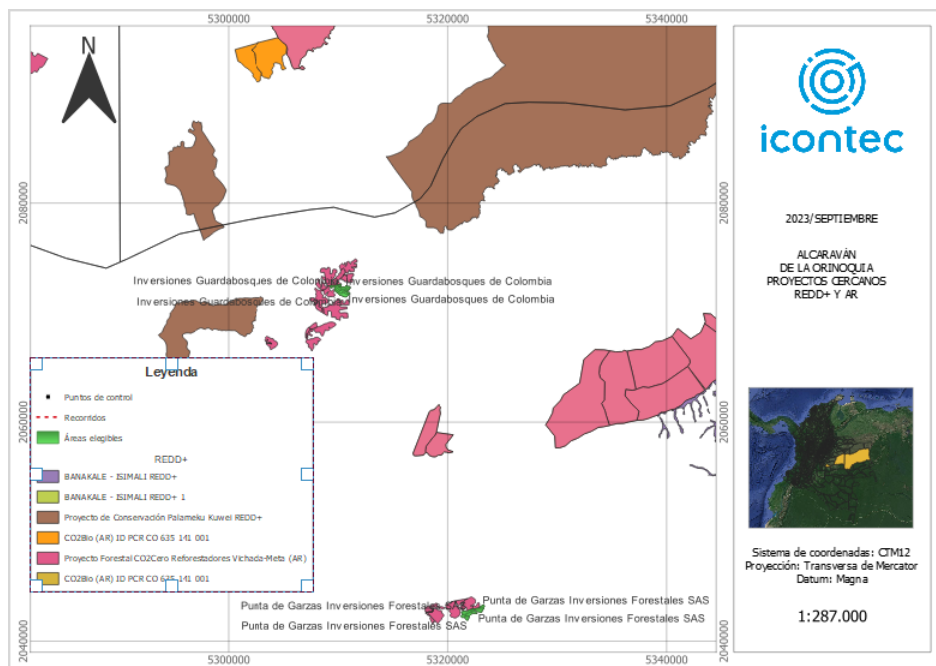 5300000
5320000
5340000
N
2080000
2080000
Inversiones Guardabosques de Colombia
Inversiones Guardabosques de Colombia
Inversiones Guardabosques de Colombia
Inversiones Guardabosques de Colombia
2060000
2060000
Leyenda
Puntos de control
Recorridos
Áreas elegibles
REDD+
BANAKALE - ISIMALI REDD+
BANAKALE - ISIMALI REDD+ 1
Proyecto de Conservación Palameku Kuwei REDD+
CO2Bio (AR) ID PCR CO 635 141 001
Proyecto Forestal CO2Cero Reforestadores Vichada-Meta (AR)
CO2Bio (AR) ID PCR CO 635 141 001
Punta de Garzas Inversiones Forestales SAS
Punta de Garzas Inversiones Forestales SAS
Punta de Garzas Inversiones Forestales SAS
Punta de Garzas Inversiones Forestales SAS
2040000
2040000
5300000
5320000
5340000
icontec
2023/SEPTIEMBRE
ALCARAVÁN
DE LA ORINOQUIA
PROYECTOS CERCANOS
REDD+ Y AR
Sistema de coordenadas: CTM12
Proyección: Transversa de Mercator
Datum: Magna
1:287.000